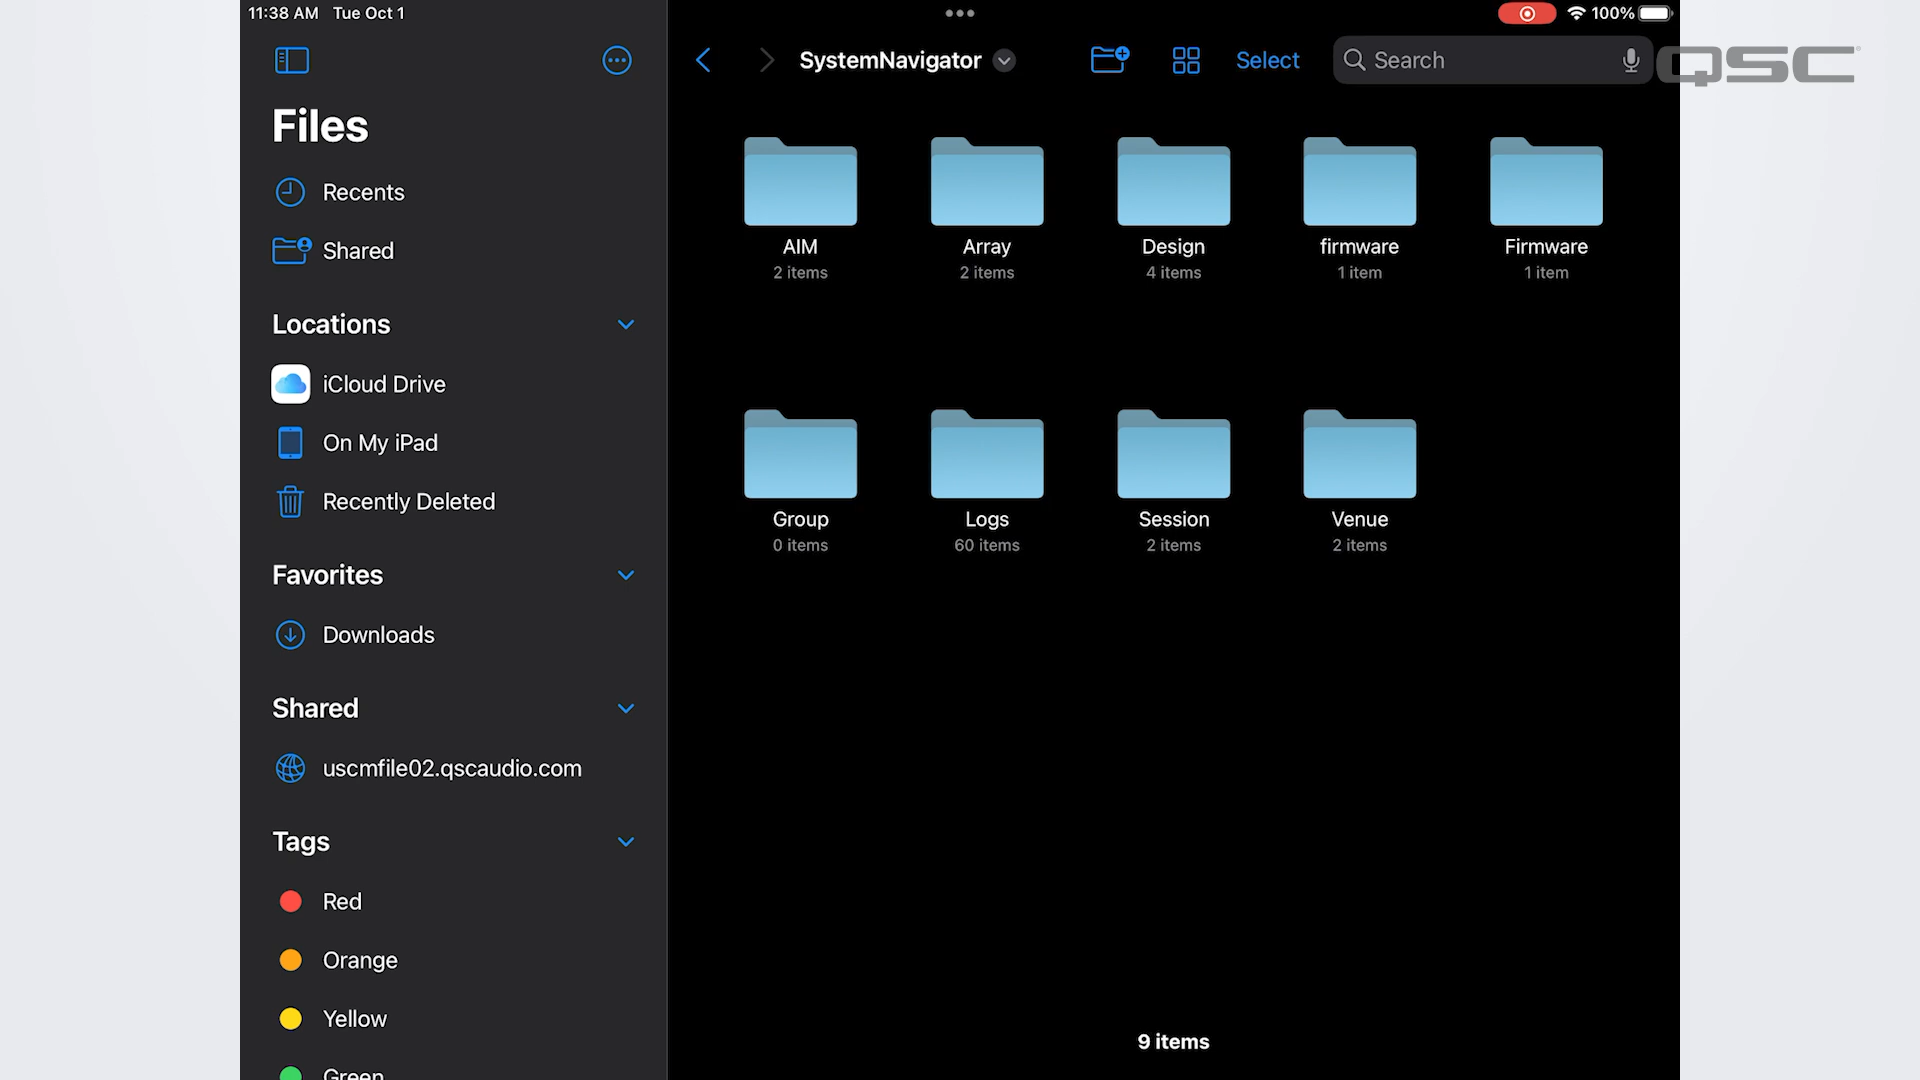 11:38 AM Tue Oct 1
100%
QSC
Files
Recents
Shared
Locations
iCloud Drive
On My iPad
Recently Deleted
Favorites
Downloads
Shared
uscmfile02.qscaudio.com
Tags
Red
Orange
Yellow
Green
SystemNavigator
Select
Search
AIM
2 items
Array
2 items
Design
4 items
firmware
1 item
Firmware
1 item
Group
0 items
Logs
60 items
Session
2 items
Venue
2 items
9 items